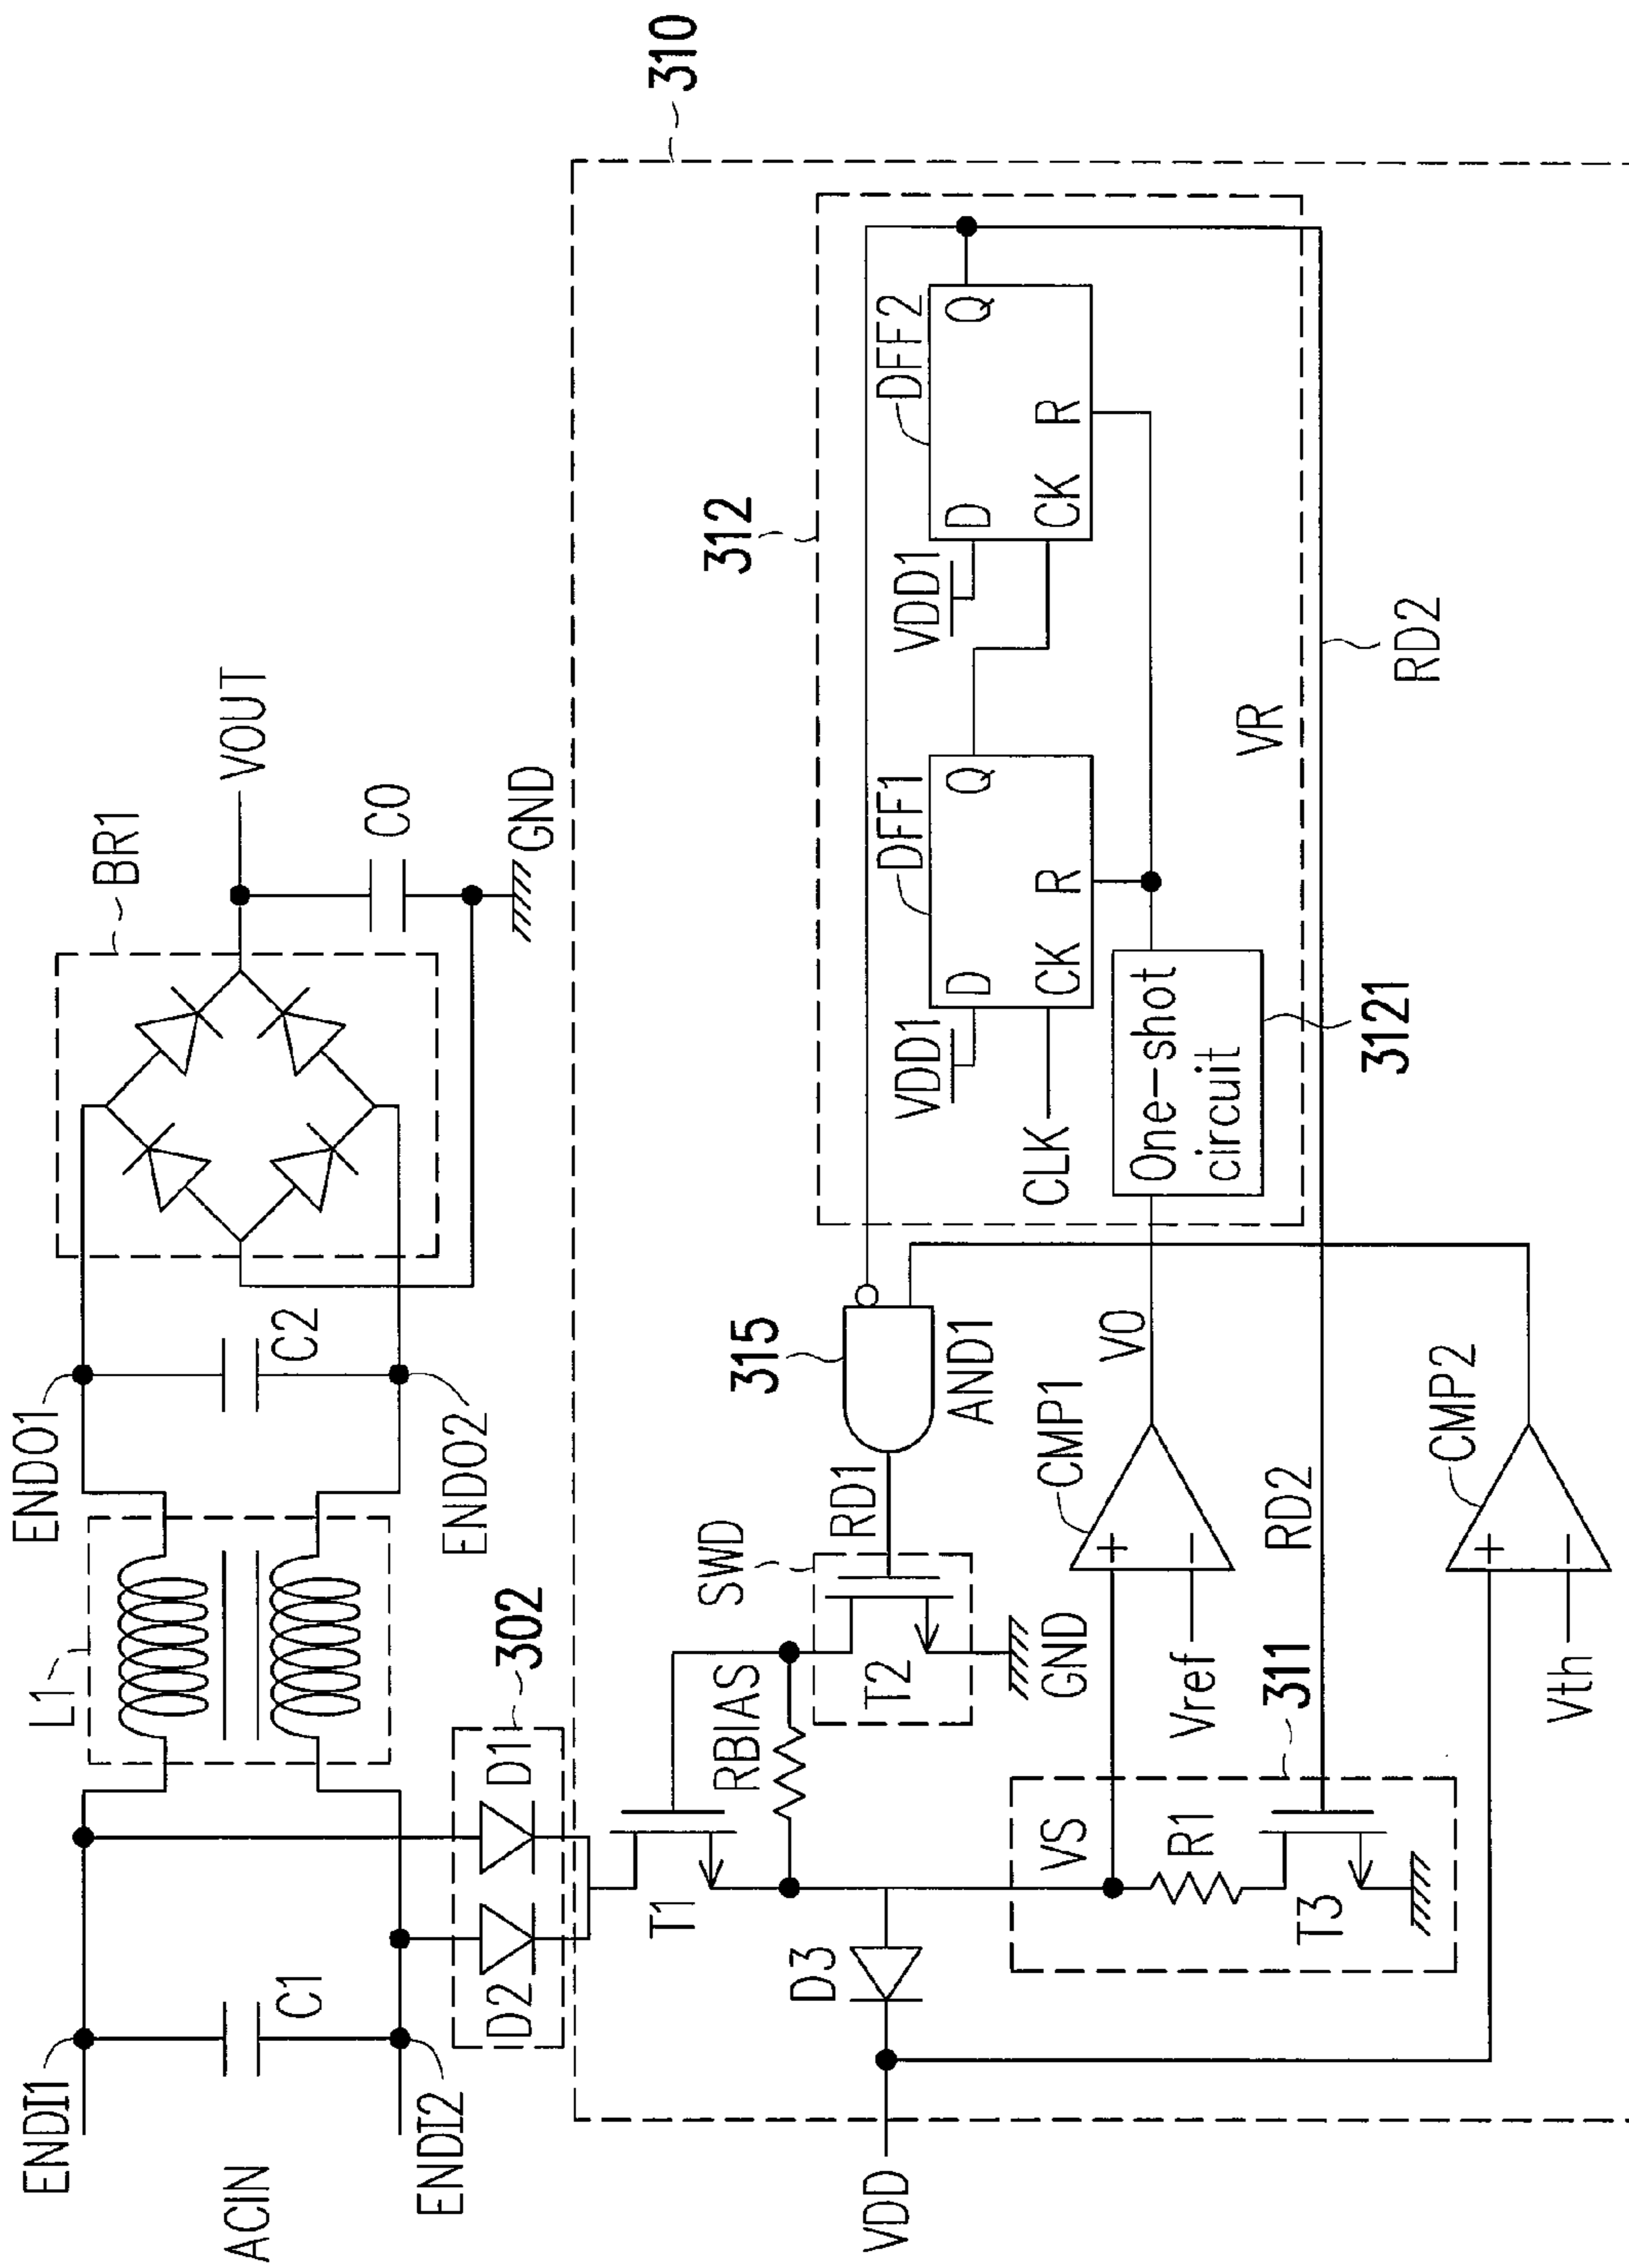 ENDI1
ACIN
ENDI2
C1
L1
ENDO1
ENDO2
C2
BR1
VOUT
C0
GND
302
D1
D2
310
T1
RBIAS
SWD
T2
GND
RD1
315
AND1
D3
VDD
VS
R1
T3
311
Vref
+
−
CMP1
VO
RD2
Vth
+
−
CMP2
312
VDD1
D
Q
CK
R
DFF1
CLK
VDD1
D
Q
CK
R
DFF2
One-shot
circuit
3121
VR
RD2